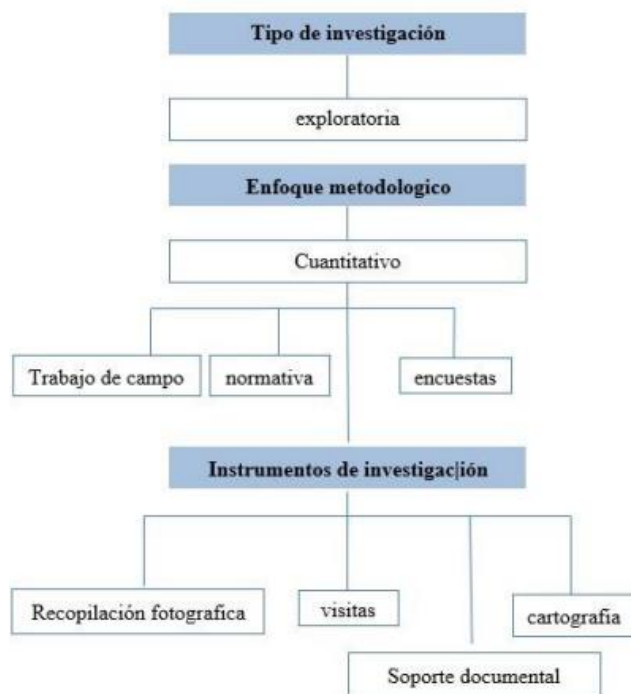 Tipo de investigación
exploratoria
Enfoque metodologico
Cuantitativo
Trabajo de campo
normativa
encuestas
Instrumentos de investigac|ión
Recopilación fotografica
visitas
cartografía
Soporte documental